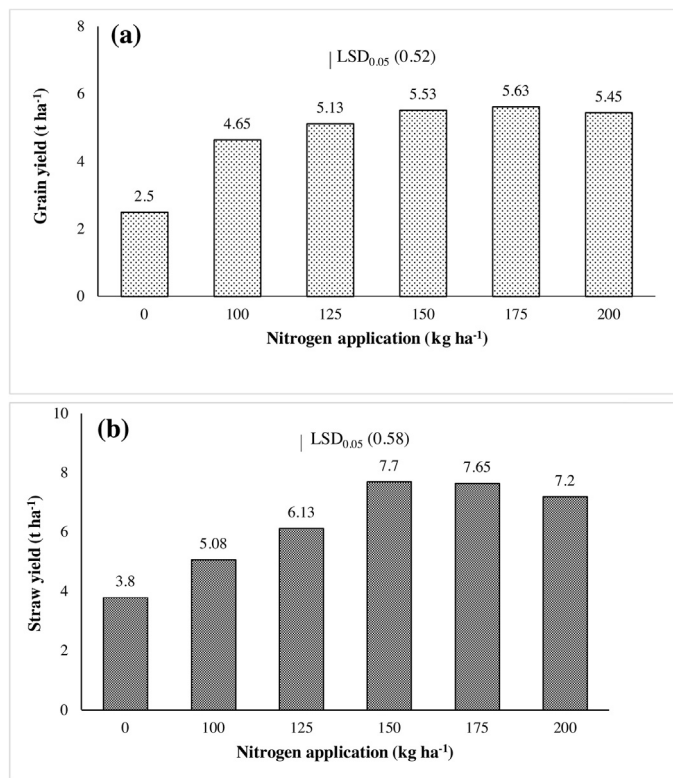 (a)
LSD0.05 (0.52)
Grain yield (t ha-1)
8
6
4
2
0
2.5
4.65
5.13
5.53
5.63
5.45
0 100 125 150 175 200
Nitrogen application (kg ha-1)
(b)
LSD0.05 (0.58)
Straw yield (t ha-1)
10
8
6
4
2
0
3.8
5.08
6.13
7.7
7.65
7.2
0 100 125 150 175 200
Nitrogen application (kg ha-1)